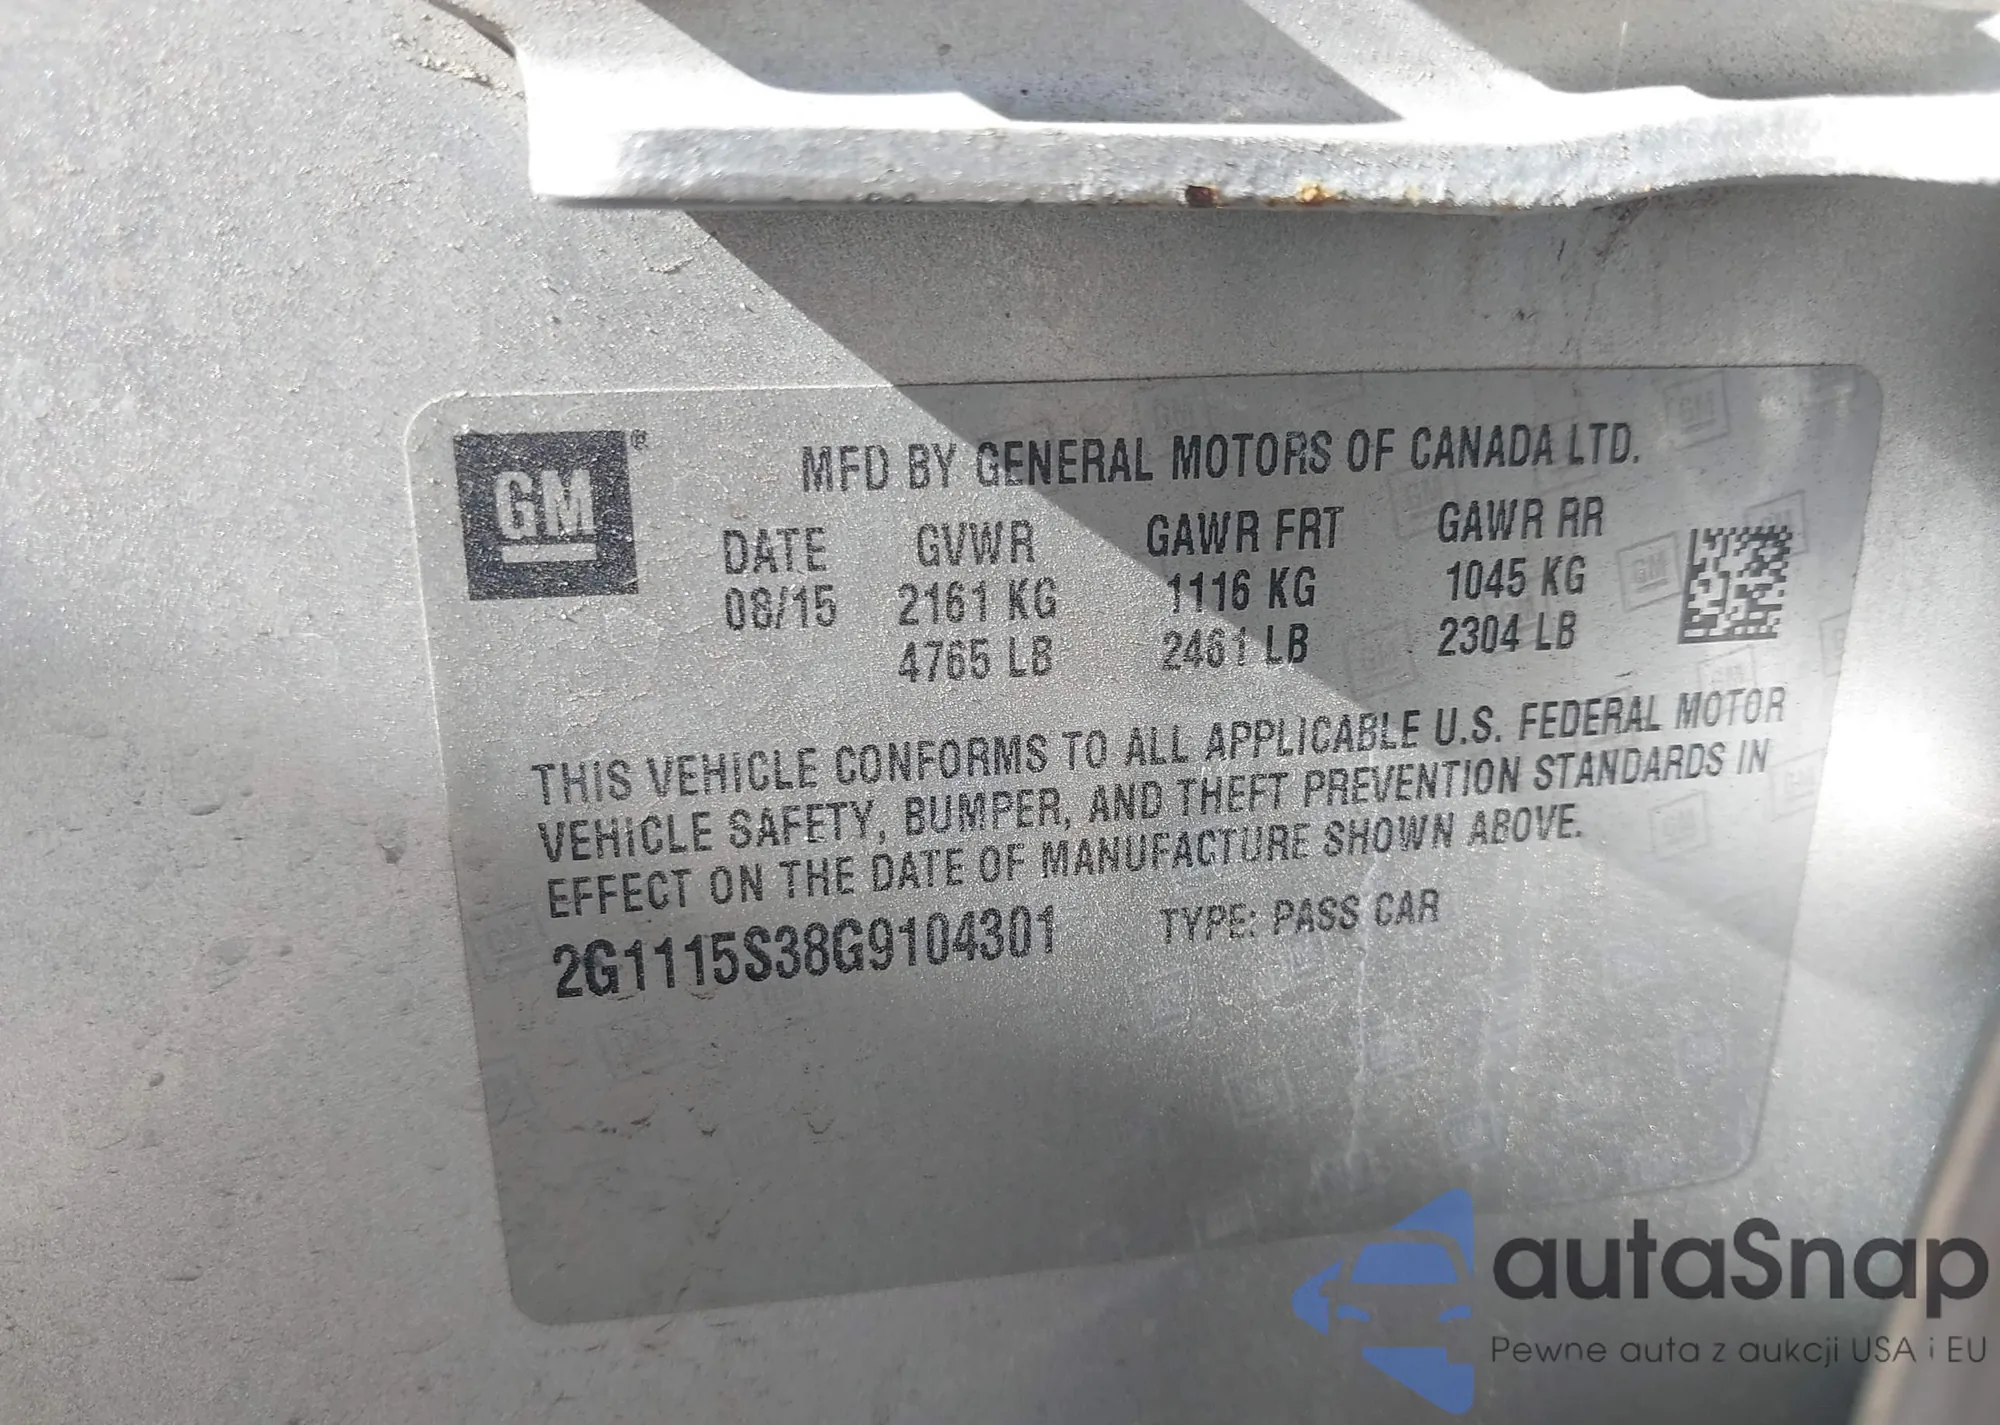 GM®
MFD BY GENERAL MOTORS OF CANADA LTD.
DATE GVWR GAWR FRT GAWR RR
08/15 2161 KG 1116 KG 1045 KG
4765 LB 2461 LB 2304 LB
THIS VEHICLE CONFORMS TO ALL APPLICABLE U.S. FEDERAL MOTOR
VEHICLE SAFETY, BUMPER, AND THEFT PREVENTION STANDARDS IN
EFFECT ON THE DATE OF MANUFACTURE SHOWN ABOVE.
2G1115S38G9104301 TYPE: PASS CAR
autaSnap
Pewne auta z aukcji USA i EU